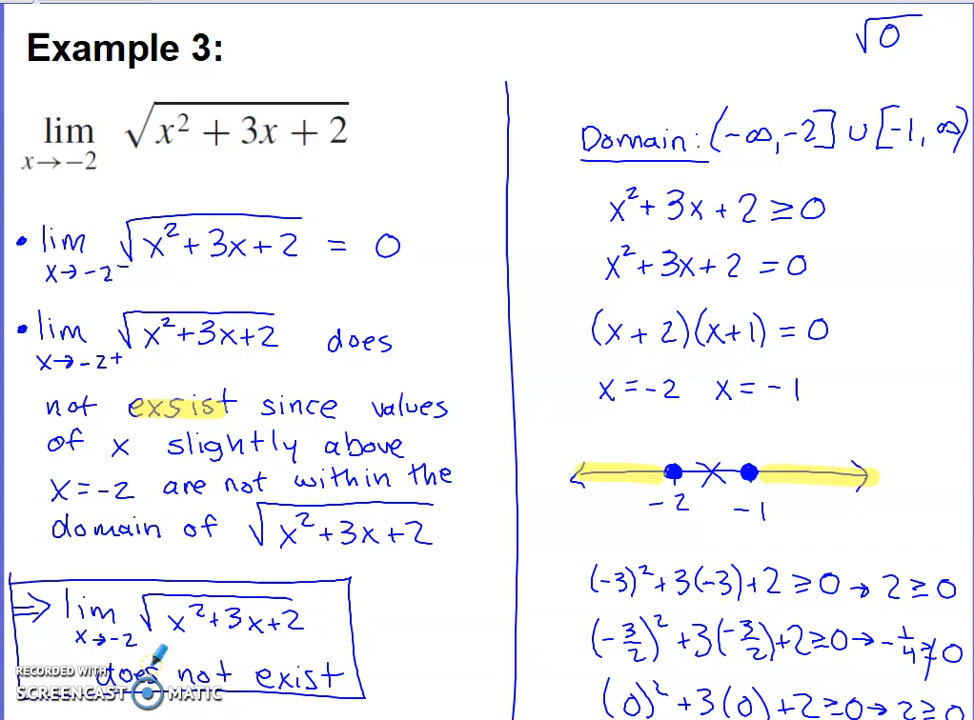 Example 3:
lim x→-2 √(x² + 3x + 2)
• lim x→-2⁻ √(x²+3x+2) = 0
• lim x→-2+ √(x²+3x+2) does
not exsist since values
of x slightly above
x=-2 are not within the
domain of √(x²+3x+2)
⇒ lim x→-2 √(x²+3x+2)
does not exist
RECORDED WITH
SCREENCAST MATIC
√0
Domain: (-∞,-2] ∪ [-1, ∞)
x²+3x+2 ≥ 0
x²+3x+2 = 0
(x+2)(x+1) = 0
x=-2 x=-1
-2 -1
(-3)²+3(-3)+2 ≥ 0 → 2 ≥ 0
(-3/2)²+3(-3/2)+2 ≥ 0 → -1/4 ≱ 0
(0)²+3(0)+2 ≥ 0 → 2 ≥ 0